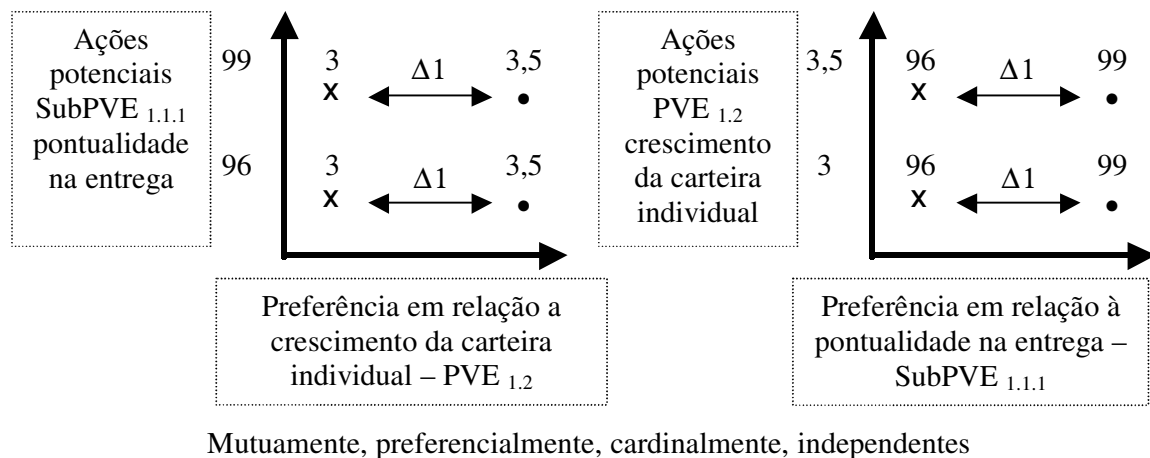 Ações
potenciais
SubPVE 1.1.1
pontualidade
na entrega
99
3
x
Δ1
3,5
96
3
x
Δ1
3,5
Preferência em relação a
crescimento da carteira
individual – PVE 1.2
Ações
potenciais
PVE 1.2
crescimento
da carteira
individual
3,5
96
x
Δ1
99
3
96
x
Δ1
99
Preferência em relação à
pontualidade na entrega –
SubPVE 1.1.1
Mutuamente, preferencialmente, cardinalmente, independentes